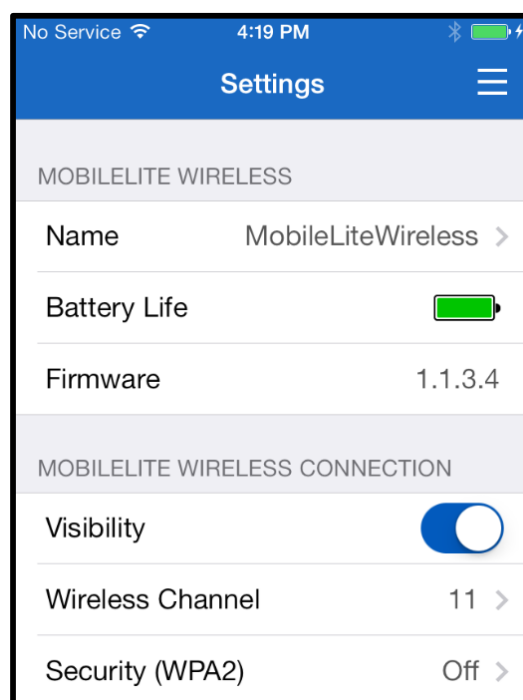 No Service 4:19 PM
Settings
MOBILELITE WIRELESS
Name MobileLiteWireless
Battery Life
Firmware 1.1.3.4
MOBILELITE WIRELESS CONNECTION
Visibility
Wireless Channel 11
Security (WPA2) Off